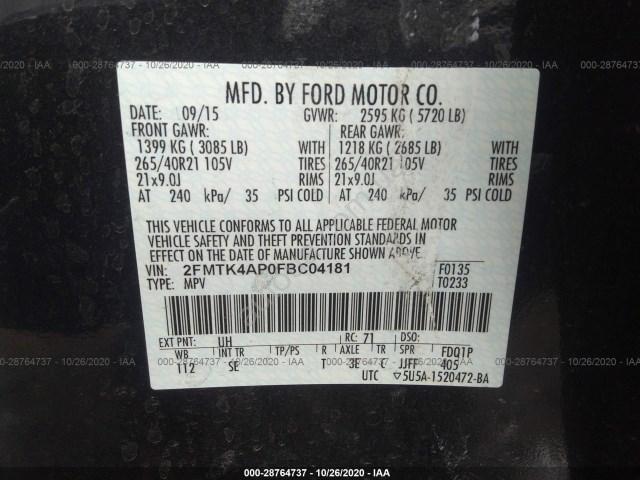 000-28764737 - 10/26/2020 - IAA
MFD. BY FORD MOTOR CO.
DATE: 09/15 GVWR: 2595 KG ( 5720 LB)
FRONT GAWR: REAR GAWR:
1399 KG ( 3085 LB) WITH 1218 KG ( 2685 LB) WITH
265/40R21 105V TIRES 265/40R21 105V TIRES
21x9.0J RIMS 21x9.0J RIMS
AT 240 kPa/ 35 PSI COLD AT 240 kPa/ 35 PSI COLD
THIS VEHICLE CONFORMS TO ALL APPLICABLE FEDERAL MOTOR
VEHICLE SAFETY AND THEFT PREVENTION STANDARDS IN
EFFECT ON THE DATE OF MANUFACTURE SHOWN ABOVE.
VIN: 2FMTK4AP0FBC04181 F0135
TYPE: MPV T0233
EXT PNT: UH RC: 71 DSO:
WB INT TR TP/PS R AXLE TR SPR FDQ1P
112 SE T 3E C JJFF 405
UTC ▽5U5A-1520472-BA
000-28764737 - 10/26/2020 - IAA